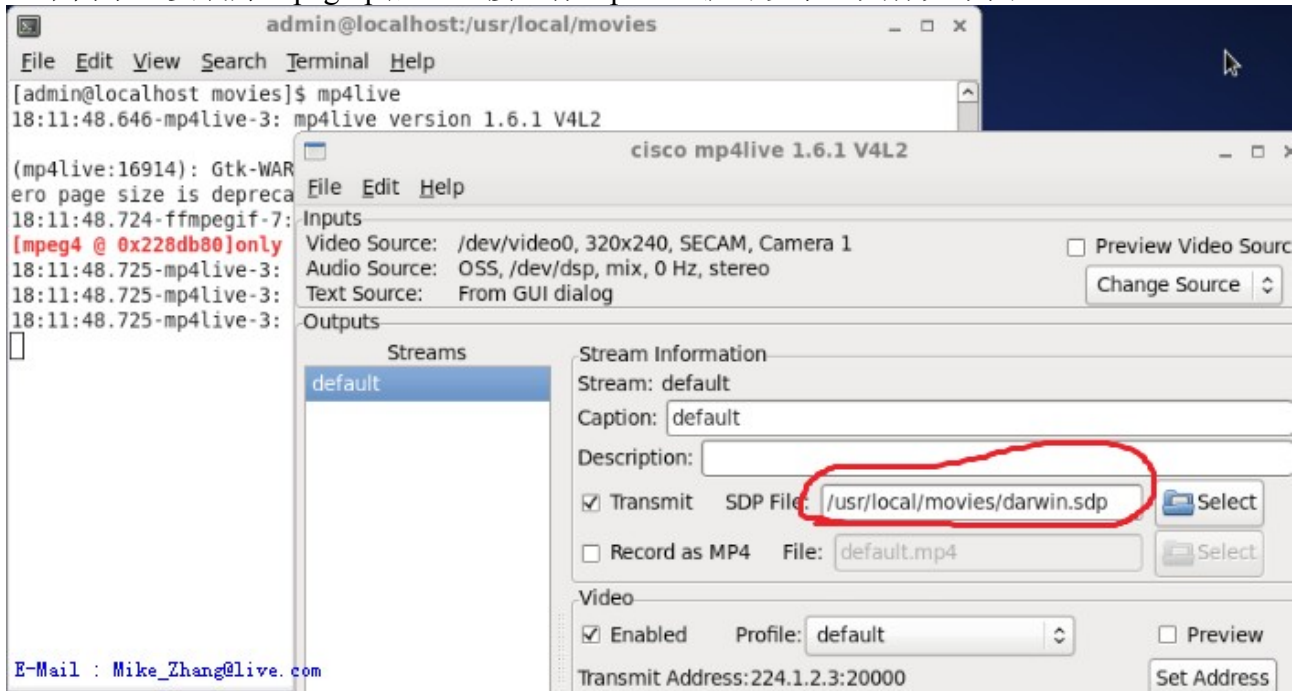 admin@localhost:/usr/local/movies
File Edit View Search Terminal Help
[admin@localhost movies]$ mp4live
18:11:48.646-mp4live-3: mp4live version 1.6.1 V4L2
(mp4live:16914): Gtk-WAR
ero page size is depreca
18:11:48.724-ffmpegif-7:
[mpeg4 @ 0x228db80]only
18:11:48.725-mp4live-3:
18:11:48.725-mp4live-3:
18:11:48.725-mp4live-3:
E-Mail : Mike_Zhang@live.com
cisco mp4live 1.6.1 V4L2
File Edit Help
Inputs
Video Source: /dev/video0, 320x240, SECAM, Camera 1
Preview Video Sourc
Audio Source: OSS, /dev/dsp, mix, 0 Hz, stereo
Text Source: From GUI dialog
Change Source
Outputs
Streams
default
Stream Information
Stream: default
Caption: default
Description:
Transmit SDP File: /usr/local/movies/darwin.sdp Select
Record as MP4 File: default.mp4 Select
Video
Enabled Profile: default Preview
Transmit Address:224.1.2.3:20000 Set Address